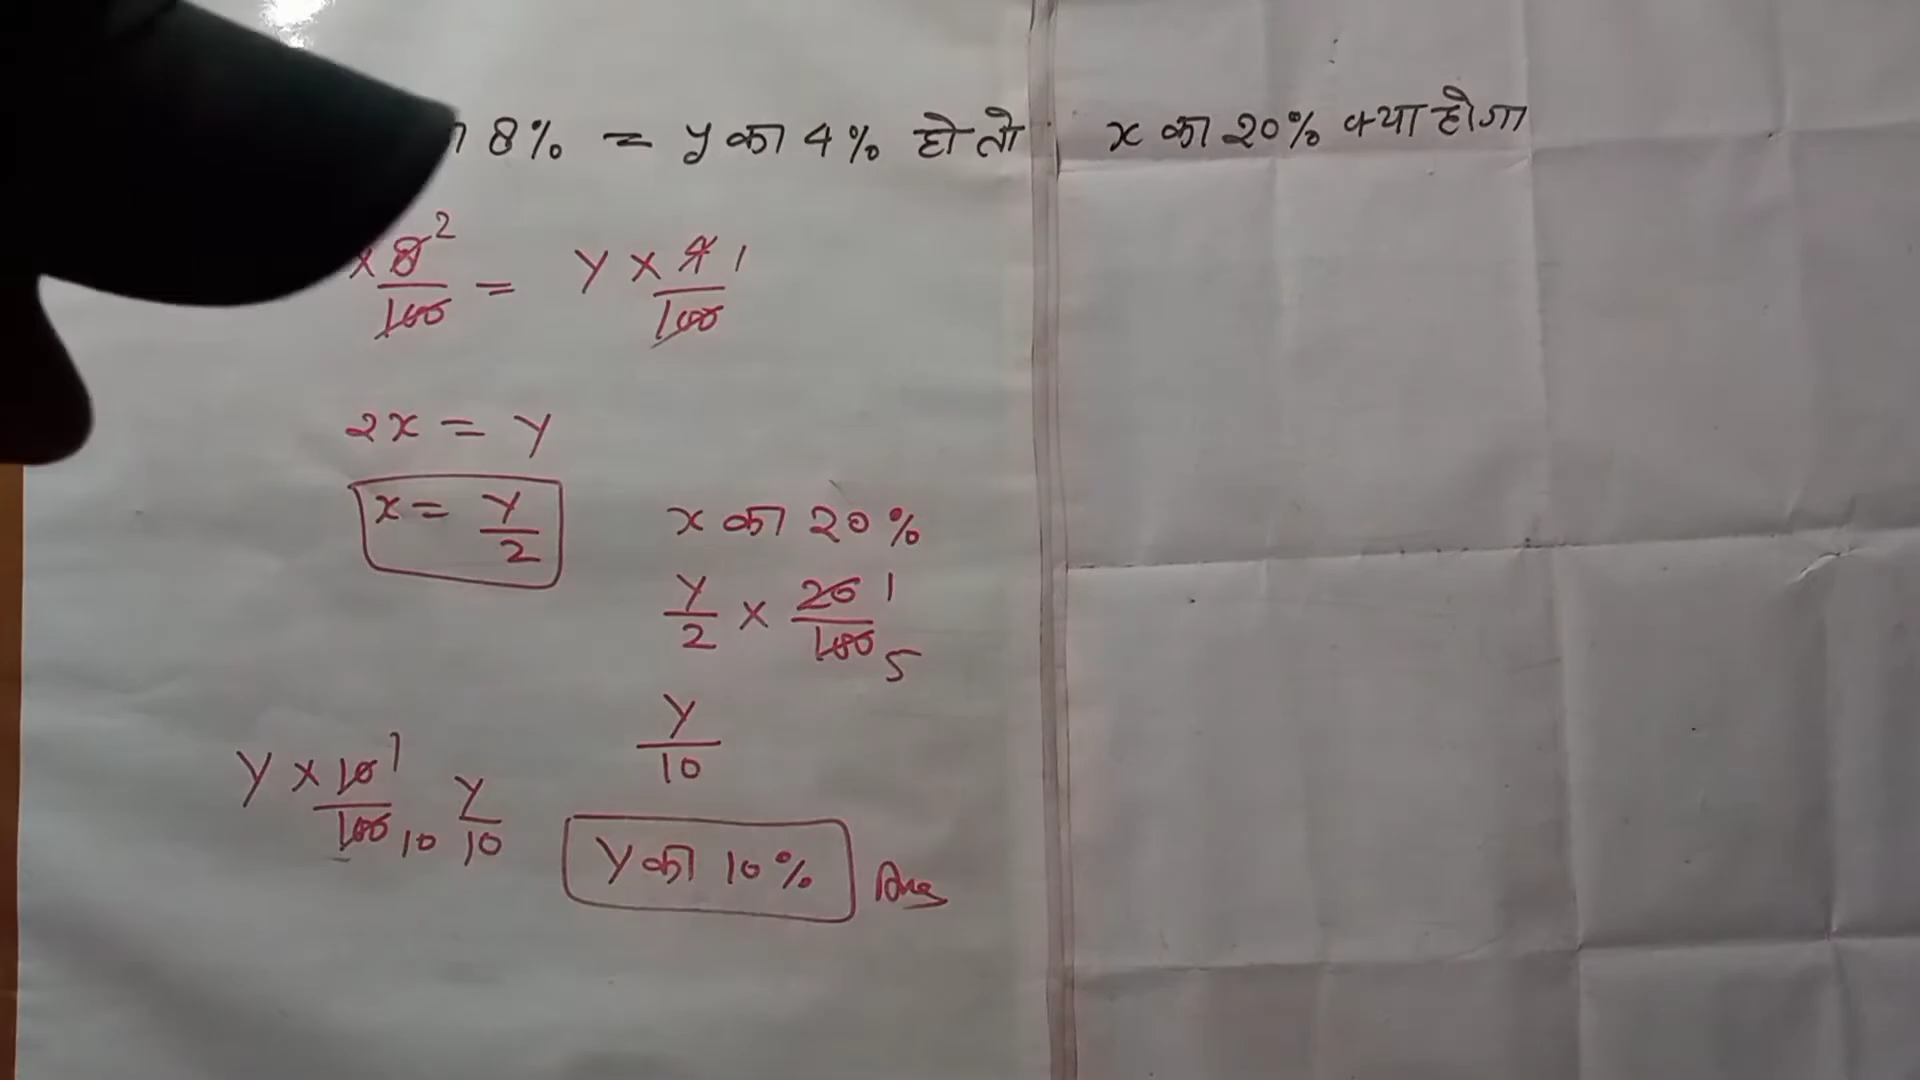 8% = y का 4% हो तो x का 20% क्या होगा
x 8 2 / 100 = y x 4 1 / 100
2x = y
x = y / 2
x का 20%
y / 2 x 20 1 / 100 5
y / 10
y x 10 1 / 100 10 y / 10
y का 10% Ans